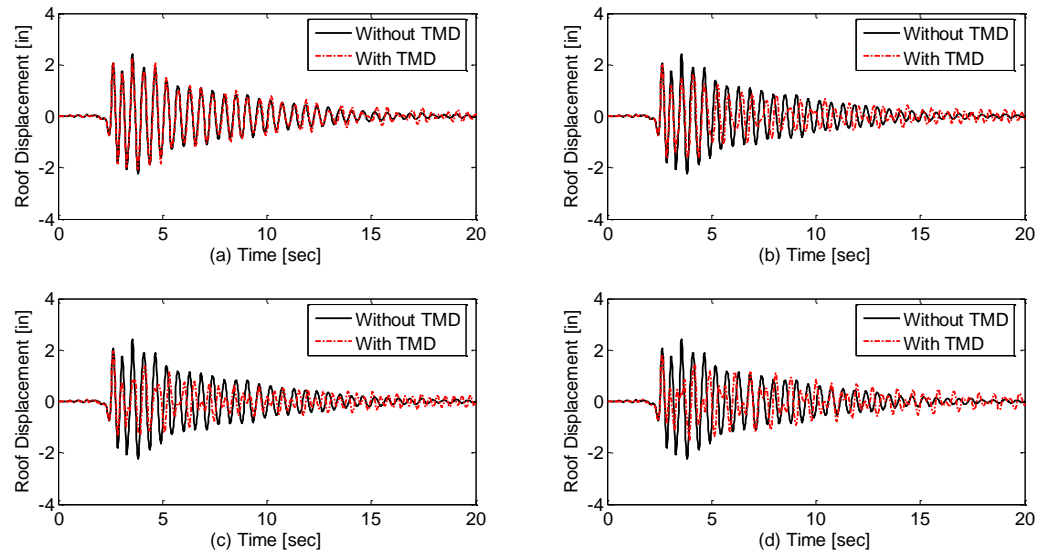 Roof Displacement [in]
4
2
0
-2
-4
Without TMD
With TMD
0 5 10 15 20
(a) Time [sec]
Roof Displacement [in]
4
2
0
-2
-4
Without TMD
With TMD
0 5 10 15 20
(b) Time [sec]
Roof Displacement [in]
4
2
0
-2
-4
Without TMD
With TMD
0 5 10 15 20
(c) Time [sec]
Roof Displacement [in]
4
2
0
-2
-4
Without TMD
With TMD
0 5 10 15 20
(d) Time [sec]